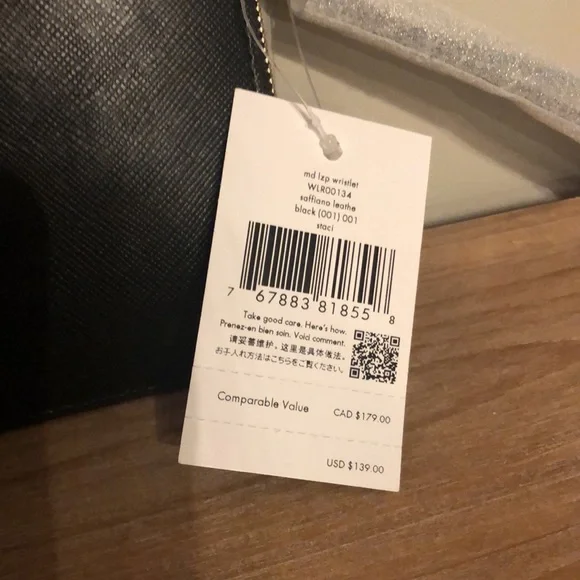 md lzp wristlet
WLR00134
saffiano leathe
black (001) 001
staci
7 67883 81855 8
Take good care. Here's how.
Prenez-en bien soin. Void comment.
请妥善维护。这里是具体做法。
お手入れ方法はこちらをご覧ください。
Comparable Value CAD $179.00
USD $139.00